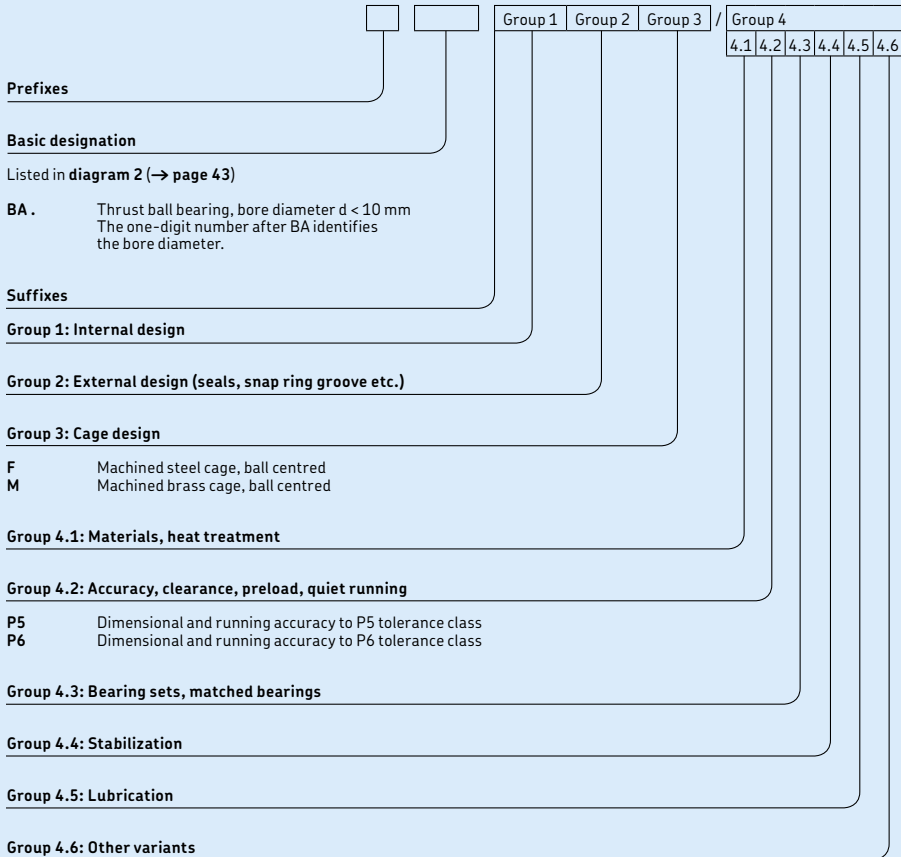 Group 1 Group 2 Group 3 / Group 4
4.1 4.2 4.3 4.4 4.5 4.6
Prefixes
Basic designation
Listed in diagram 2 (→ page 43)
BA . Thrust ball bearing, bore diameter d < 10 mm
The one-digit number after BA identifies
the bore diameter.
Suffixes
Group 1: Internal design
Group 2: External design (seals, snap ring groove etc.)
Group 3: Cage design
F Machined steel cage, ball centred
M Machined brass cage, ball centred
Group 4.1: Materials, heat treatment
Group 4.2: Accuracy, clearance, preload, quiet running
P5 Dimensional and running accuracy to P5 tolerance class
P6 Dimensional and running accuracy to P6 tolerance class
Group 4.3: Bearing sets, matched bearings
Group 4.4: Stabilization
Group 4.5: Lubrication
Group 4.6: Other variants